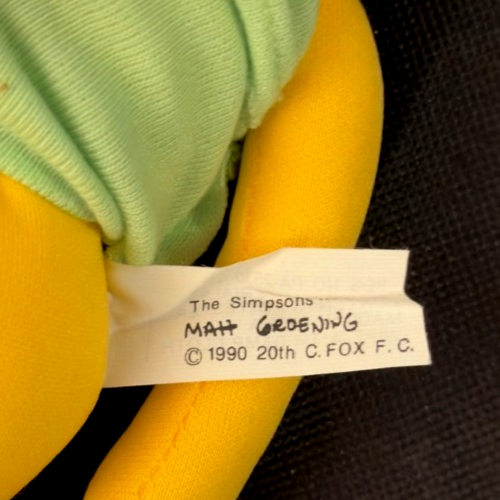 The Simpsons
MATT GROENING
© 1990 20th C. FOX F. C.